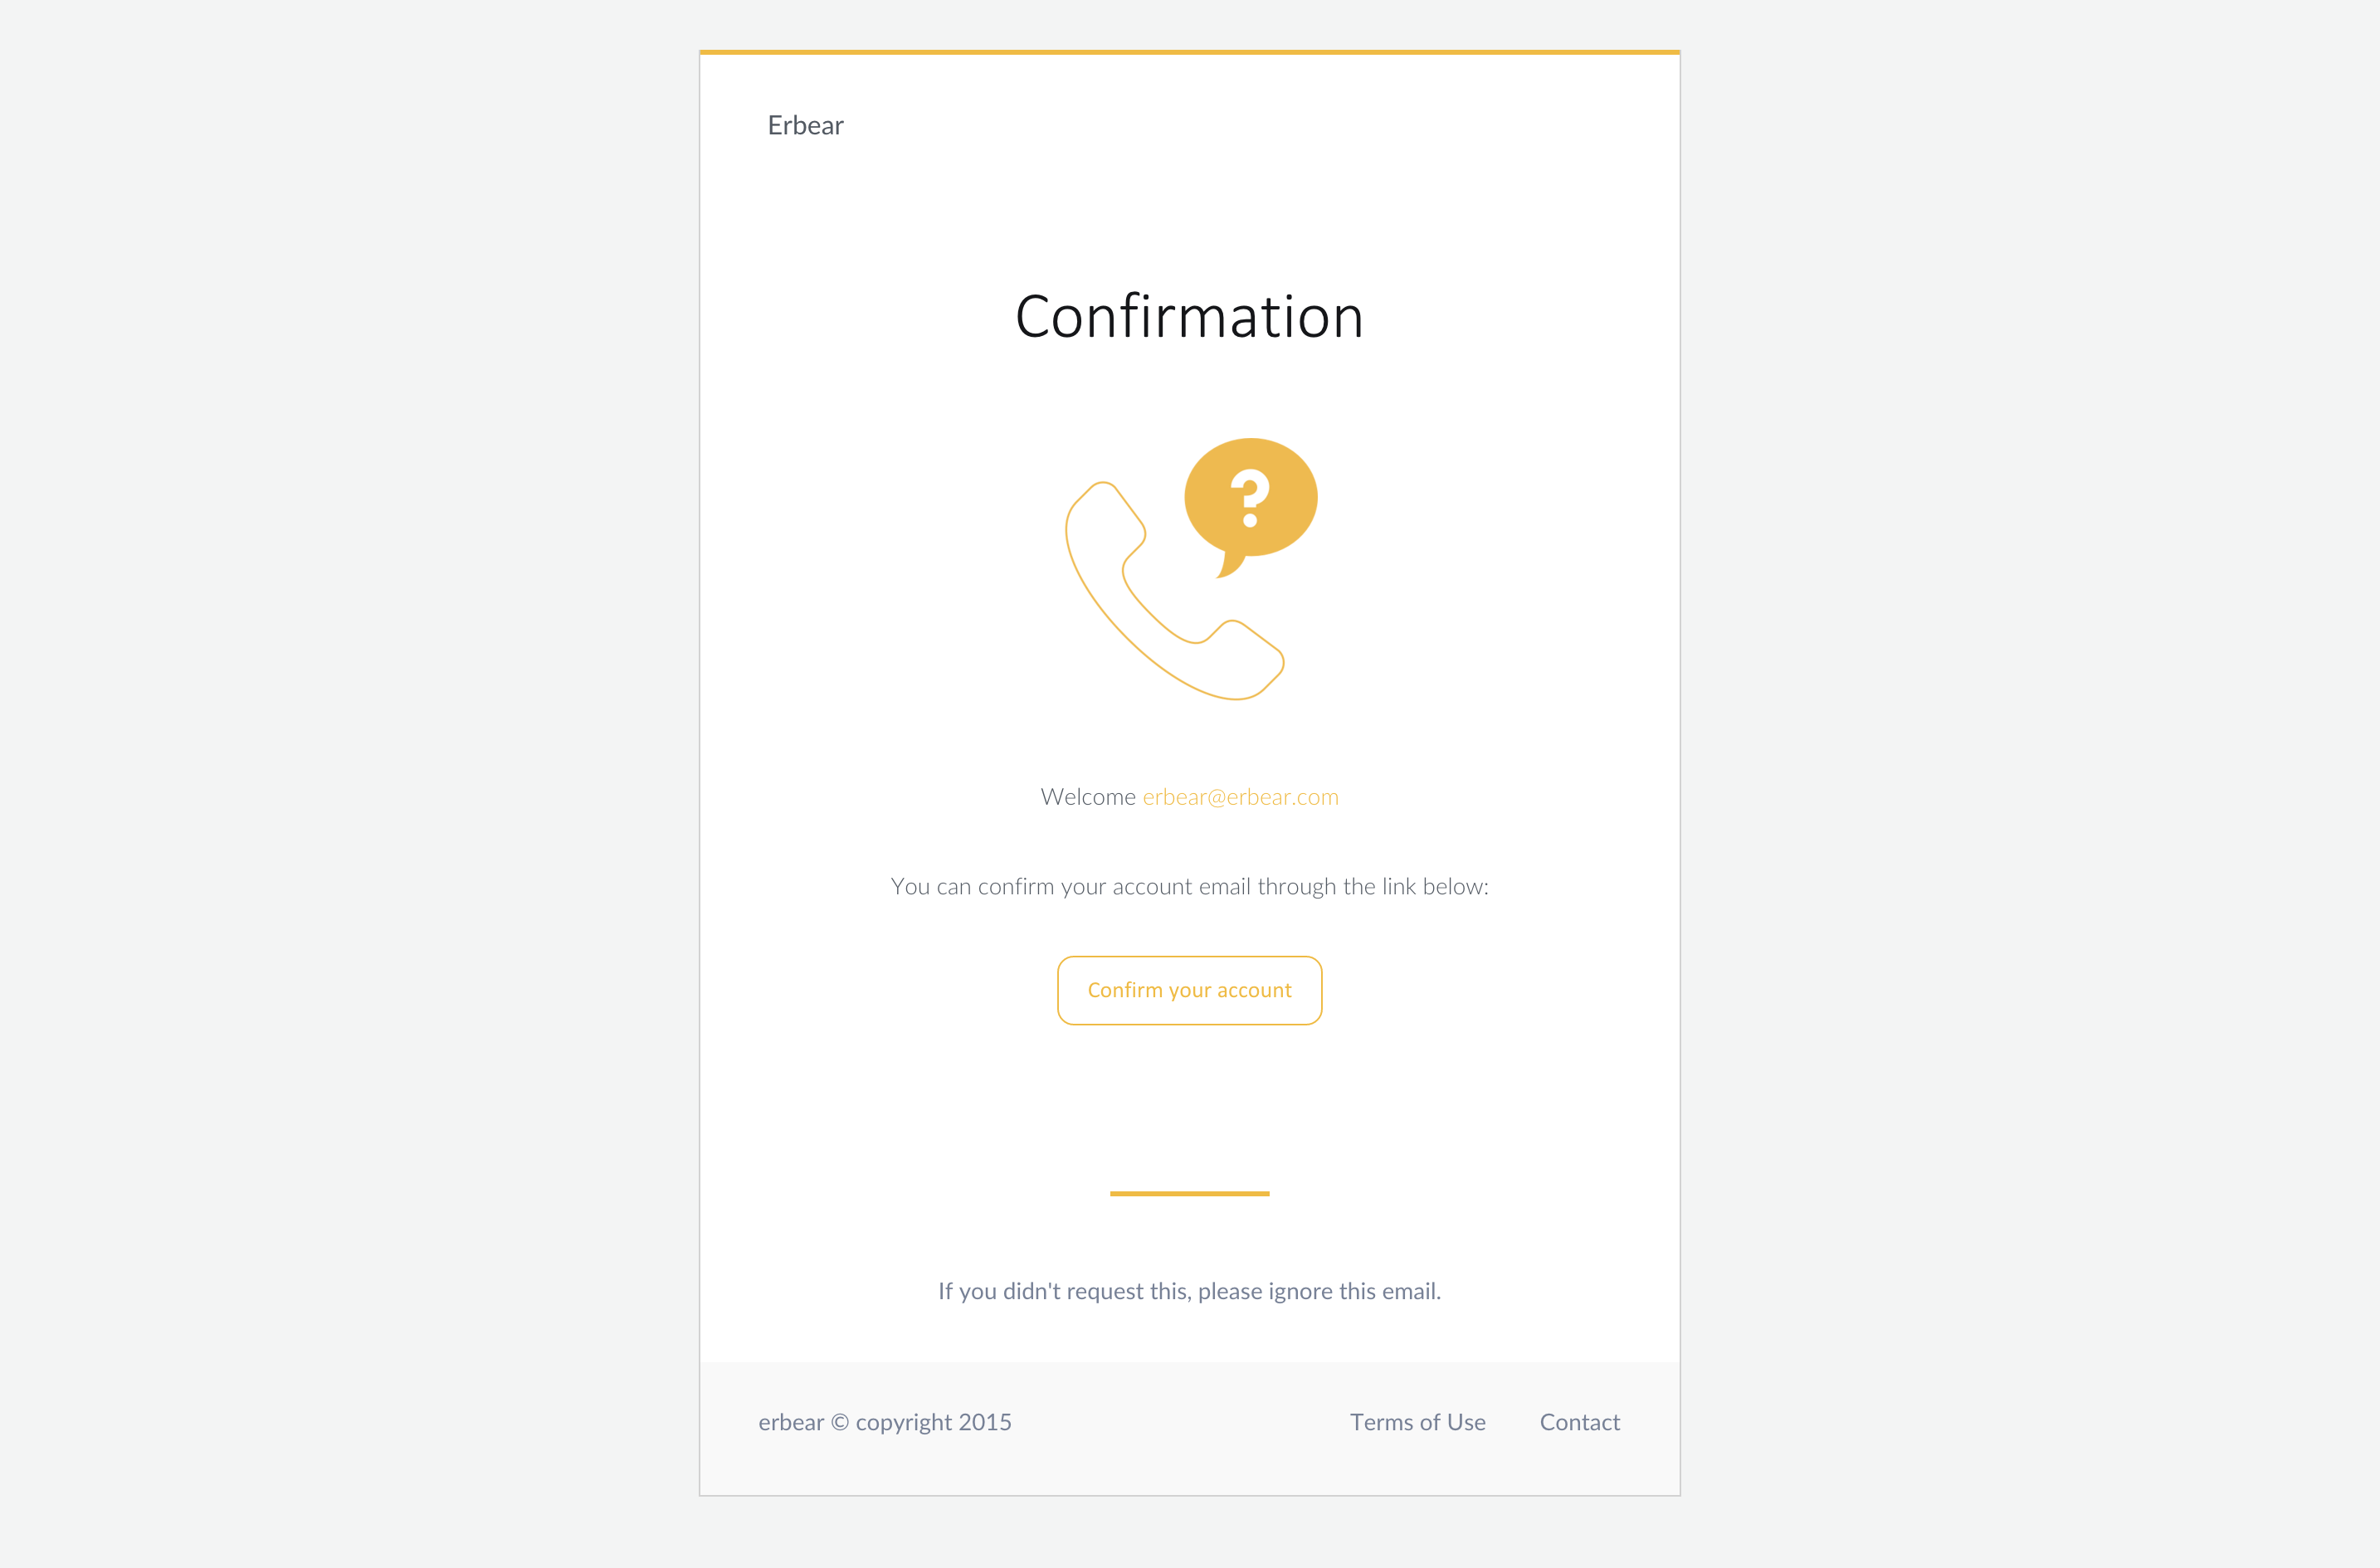 Erbear
Confirmation
?
Welcome erbear@erbear.com
You can confirm your account email through the link below:
Confirm your account
If you didn't request this, please ignore this email.
erbear © copyright 2015
Terms of Use
Contact